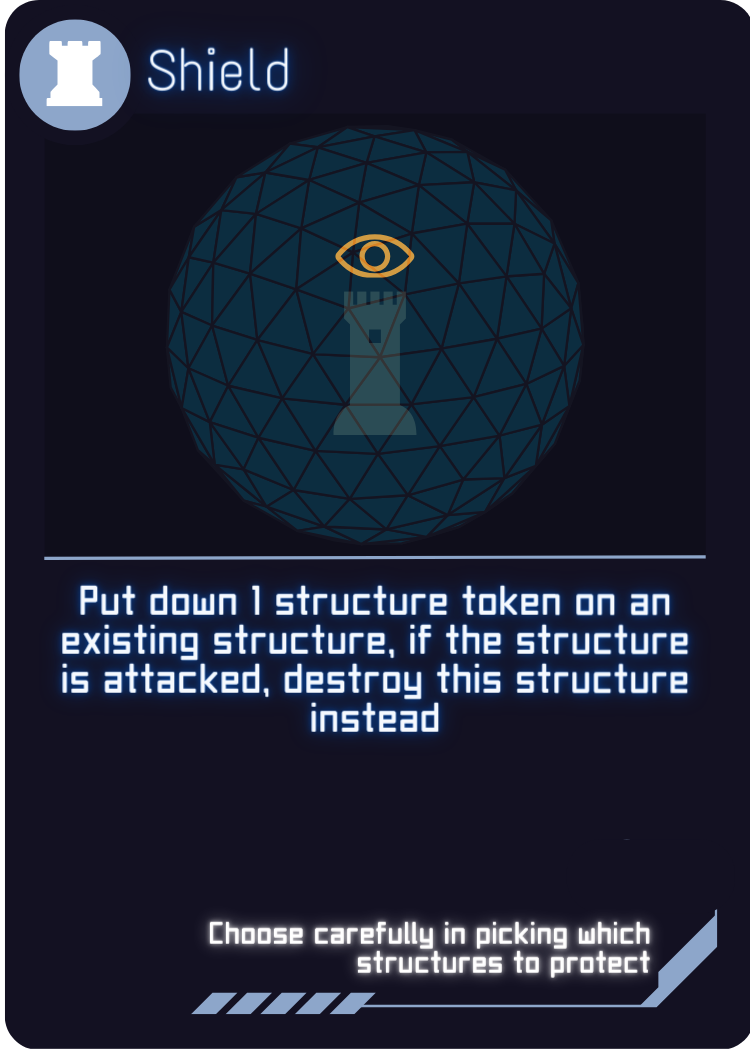 Shield
Put down 1 structure token on an
existing structure, if the structure
is attacked, destroy this structure
instead
Choose carefully in picking which
structures to protect